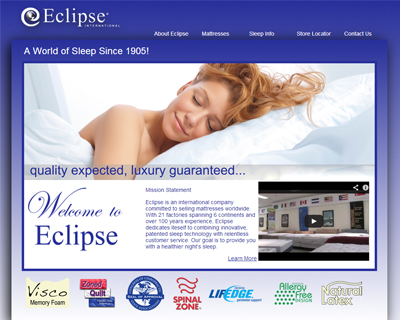 Eclipse
INTERNATIONAL
About Eclipse Mattresses Sleep Info Store Locator Contact Us
A World of Sleep Since 1905!
quality expected, luxury guaranteed...
Welcome to
Eclipse
Mission Statement
Eclipse is an international company
committed to selling mattresses worldwide.
With 21 factories spanning 6 continents and
over 100 years experience, Eclipse
dedicates itself to combining innovative,
patented sleep technology with relentless
customer service. Our goal is to provide you
with a healthier night's sleep.
Learn More
Visco
Memory Foam
Zoned
Quilt
SEAL OF APPROVAL
SPINAL
ZONE
LIFEDGE
perimeter support
Allergy
Free
DESIGN
Natural
Latex